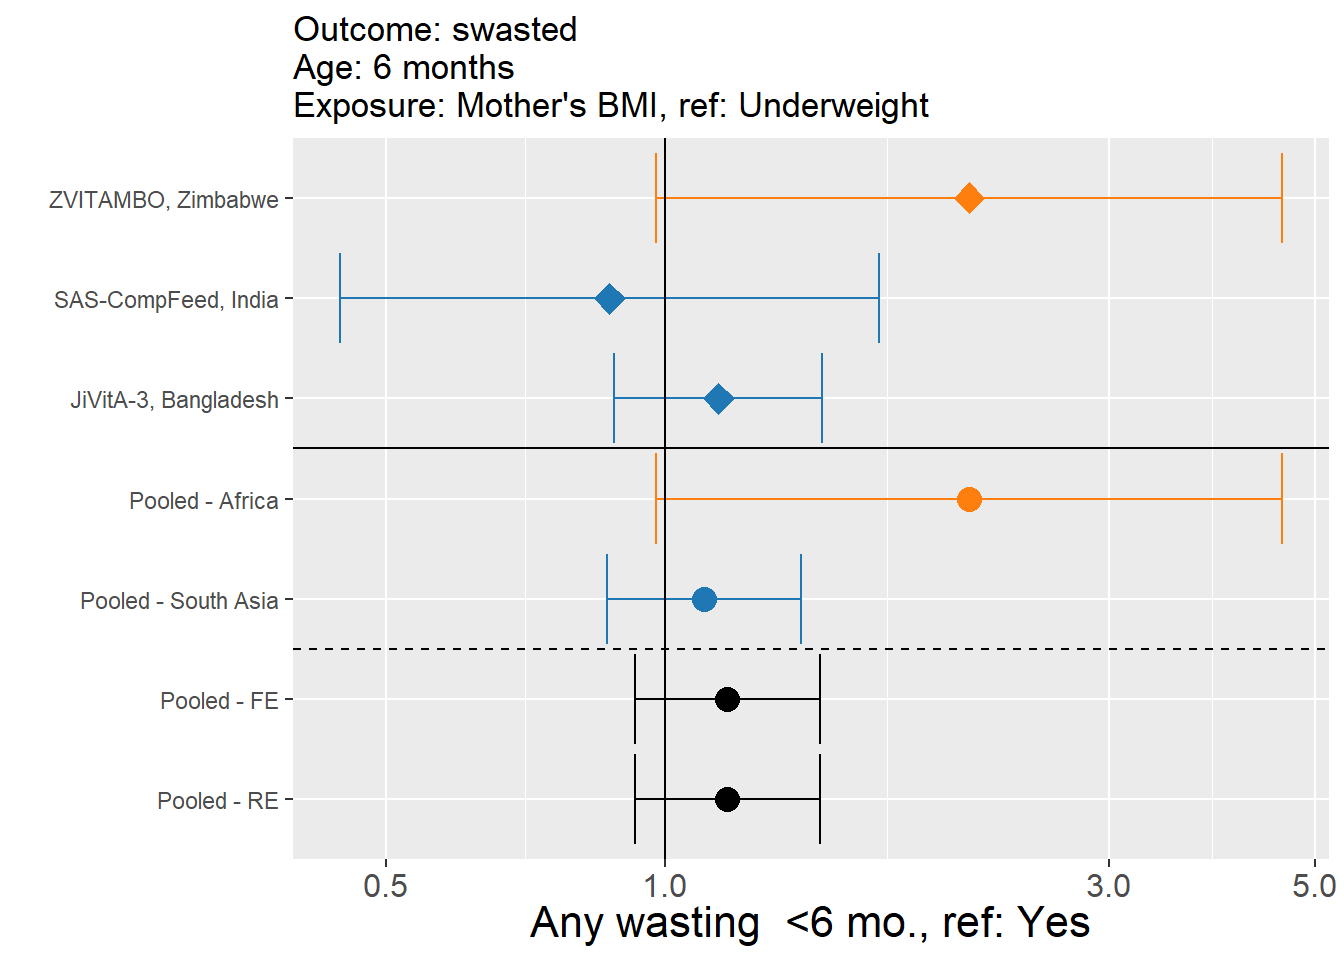 Outcome: swasted
Age: 6 months
Exposure: Mother's BMI, ref: Underweight
ZVITAMBO, Zimbabwe
SAS-CompFeed, India
JiVitA-3, Bangladesh
Pooled - Africa
Pooled - South Asia
Pooled - FE
Pooled - RE
0.5 1.0 3.0 5.0
Any wasting  <6 mo., ref: Yes